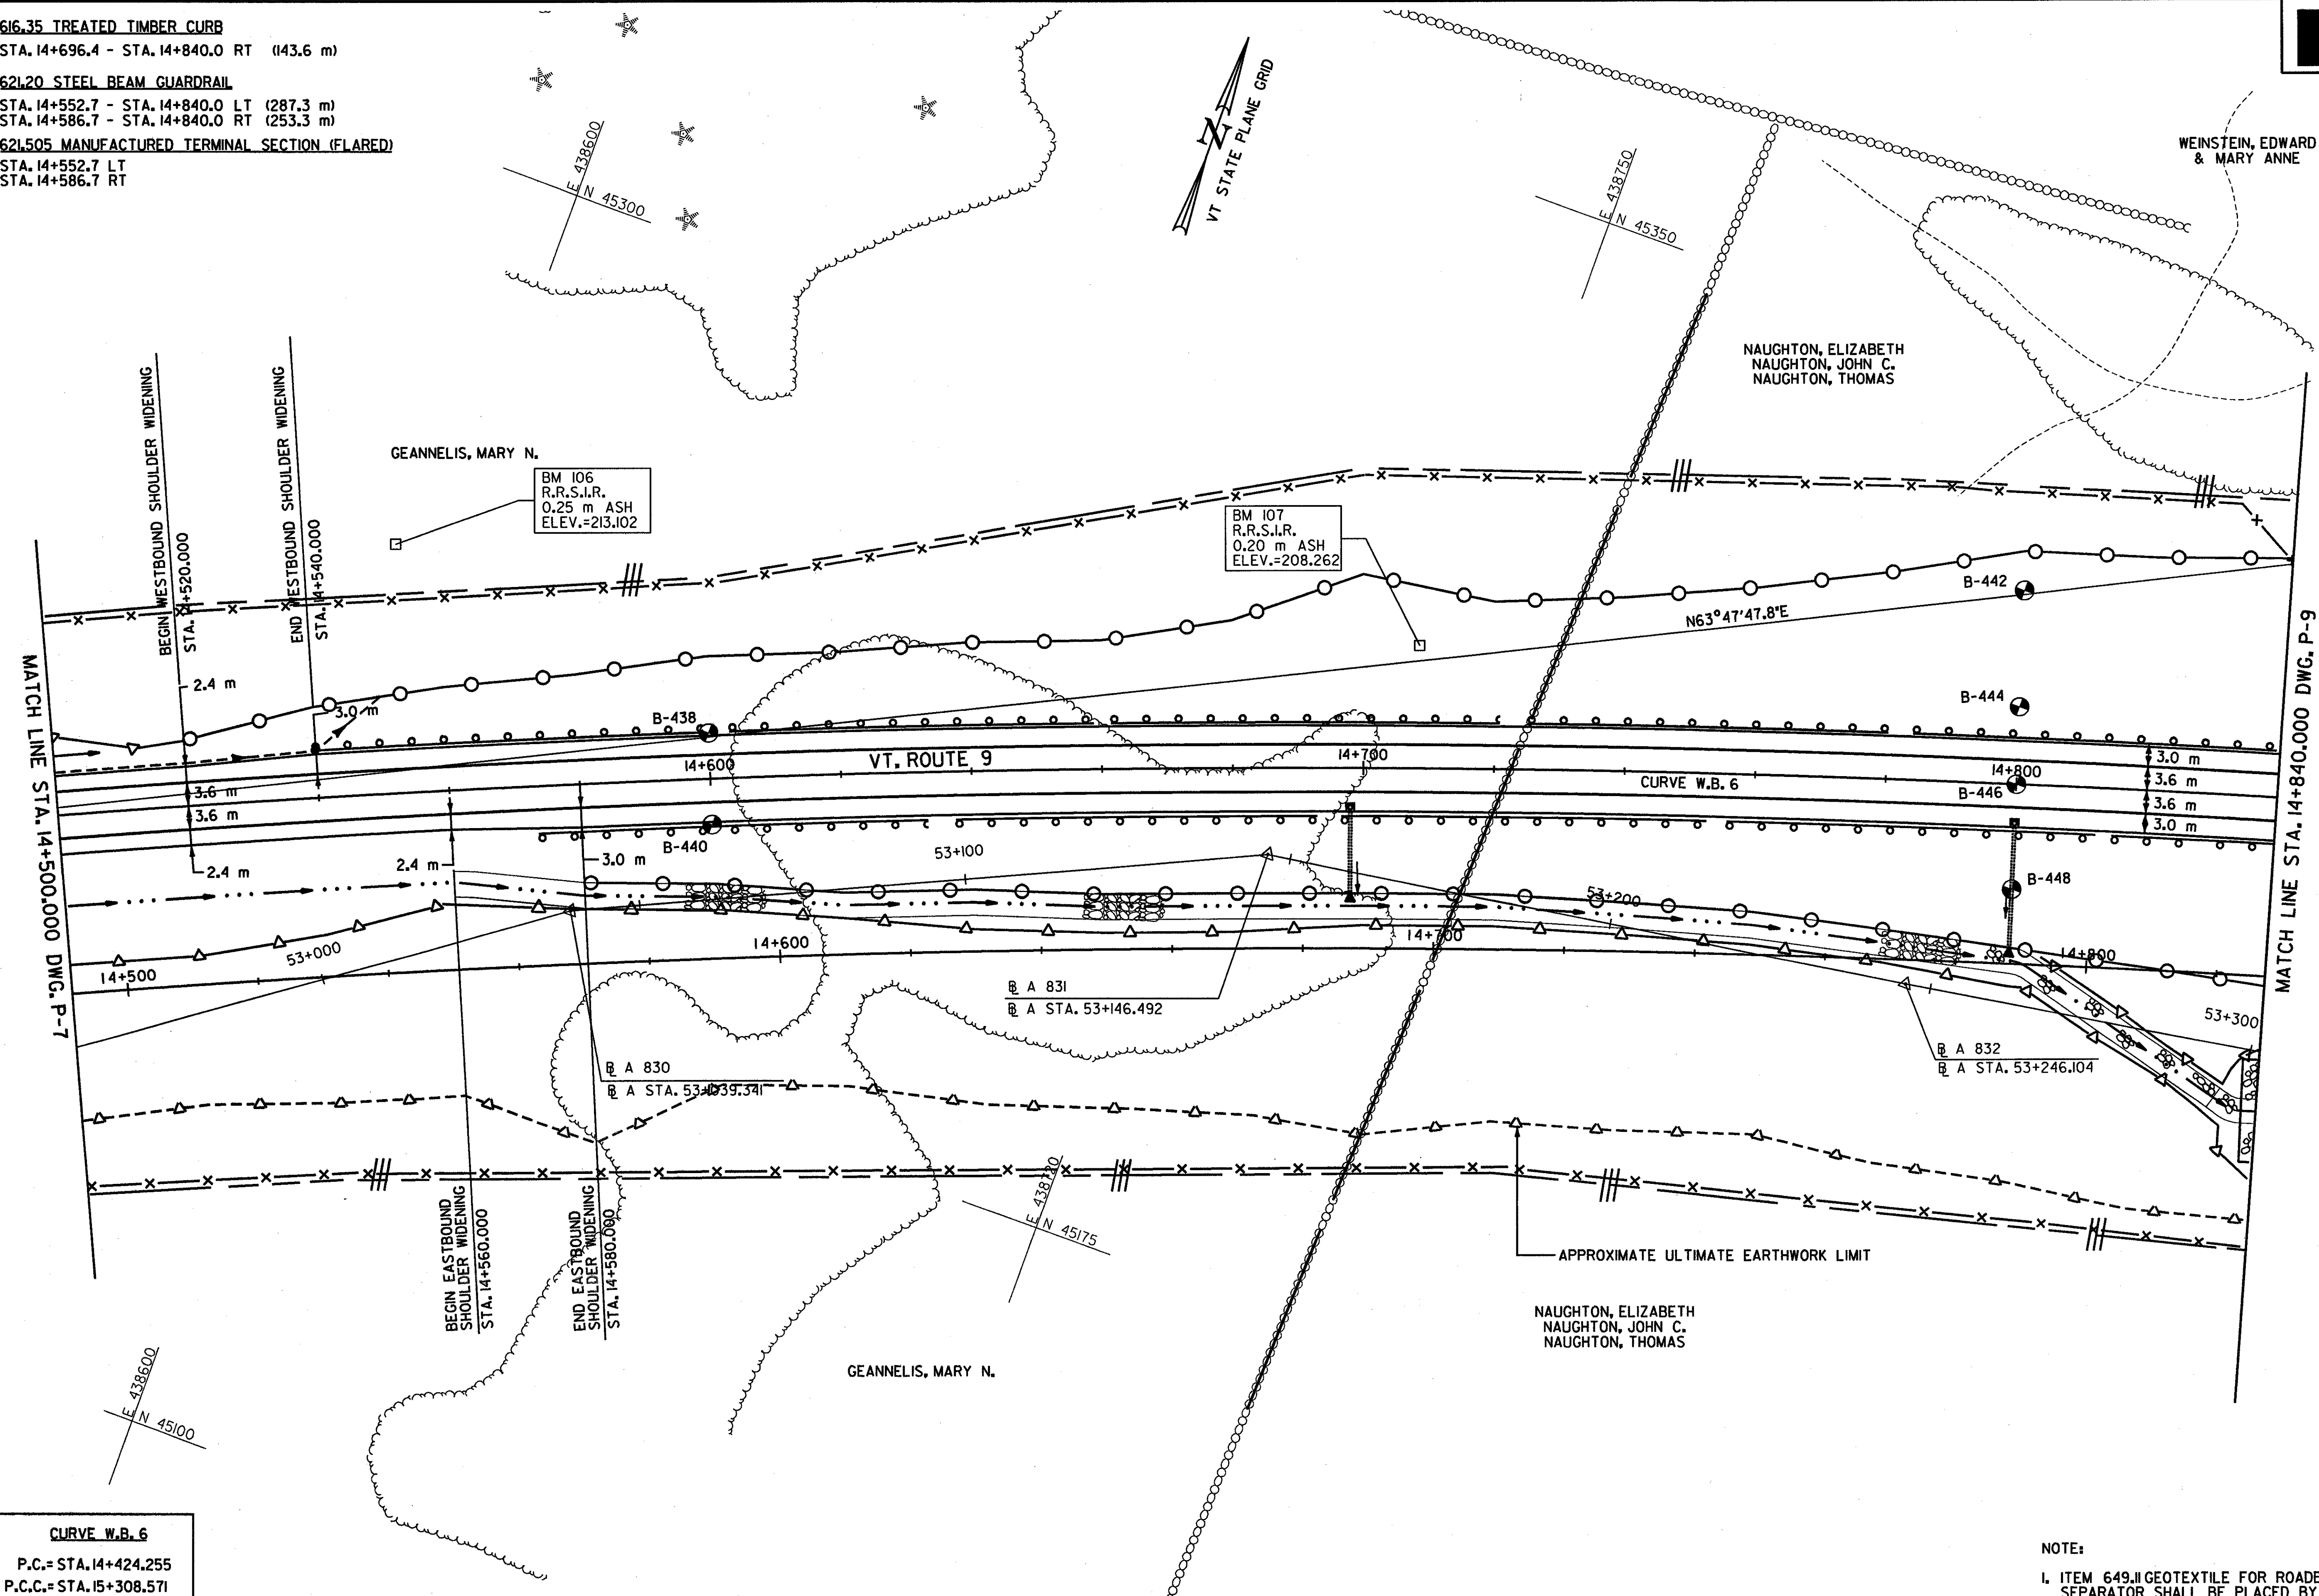 616.35 TREATED TIMBER CURB
STA. 14+696.4 - STA. 14+840.0 RT (143.6 m)
621.20 STEEL BEAM GUARDRAIL
STA. 14+552.7 - STA. 14+840.0 LT (287.3 m)
STA. 14+586.7 - STA. 14+840.0 RT (253.3 m)
621.505 MANUFACTURED TERMINAL SECTION (FLARED)
STA. 14+552.7 LT
STA. 14+586.7 RT
E 438600
N 45300
N
VT STATE PLANE GRID
E 438750
N 45350
WEINSTEIN, EDWARD
& MARY ANNE
NAUGHTON, ELIZABETH
NAUGHTON, JOHN C.
NAUGHTON, THOMAS
BEGIN WESTBOUND SHOULDER WIDENING
STA. 14+520.000
END WESTBOUND SHOULDER WIDENING
STA. 14+540.000
GEANNELIS, MARY N.
BM 106
R.R.S.I.R.
0.25 m ASH
ELEV.=213.102
BM 107
R.R.S.I.R.
0.20 m ASH
ELEV.=208.262
B-442
N63°47'47.8"E
MATCH LINE STA. 14+500.000 DWG. P-7
MATCH LINE STA. 14+840.000 DWG. P-9
2.4 m
3.0 m
B-438
B-444
14+600
VT. ROUTE 9
14+700
CURVE W.B. 6
14+800
B-446
3.0 m
3.6 m
3.6 m
3.0 m
3.6 m
3.6 m
2.4 m
2.4 m
3.0 m
B-440
53+100
53+200
B-448
53+000
14+500
14+600
14+700
14+800
53+300
BL A 831
BL A STA. 53+146.492
BL A 830
BL A STA. 53+039.341
BL A 832
BL A STA. 53+246.104
BEGIN EASTBOUND
SHOULDER WIDENING
STA. 14+560.000
END EASTBOUND
SHOULDER WIDENING
STA. 14+580.000
E 438720
N 45175
APPROXIMATE ULTIMATE EARTHWORK LIMIT
NAUGHTON, ELIZABETH
NAUGHTON, JOHN C.
NAUGHTON, THOMAS
GEANNELIS, MARY N.
E 438600
N 45100
CURVE W.B. 6
P.C.= STA. 14+424.255
P.C.C.= STA. 15+308.571
NOTE:
1. ITEM 649.11 GEOTEXTILE FOR ROADB
SEPARATOR SHALL BE PLACED BY